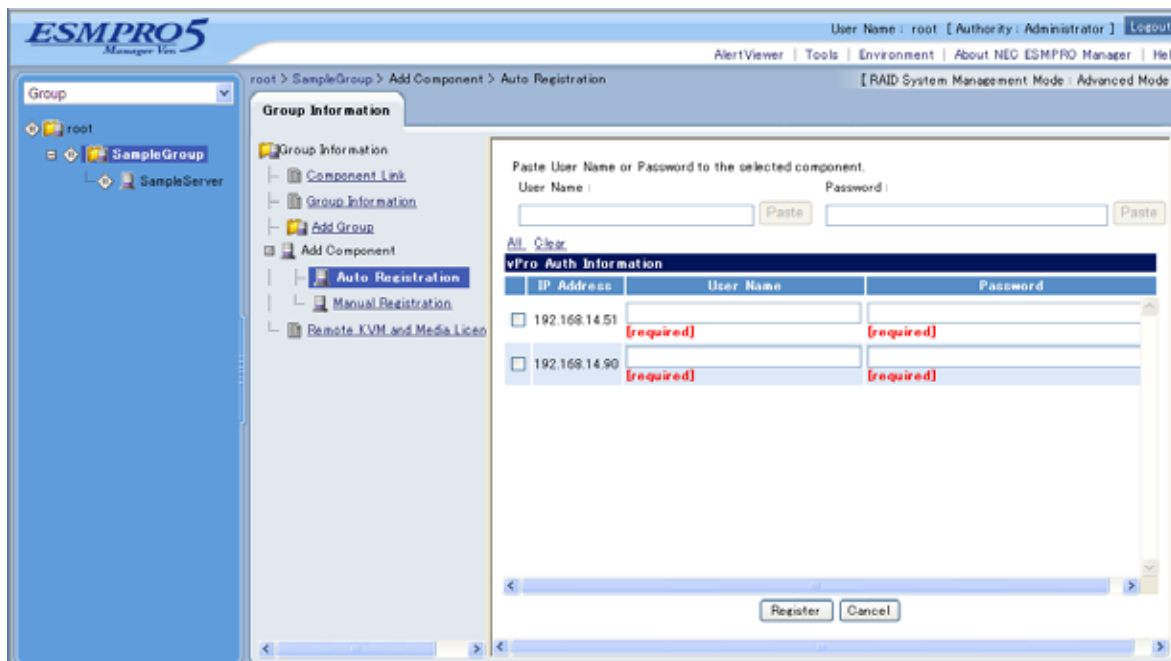 ESMPRO5
Manager Ver.
User Name : root [ Authority : Administrator ] Logout
AlertViewer | Tools | Environment | About NEC ESMPRO Manager | Hel
Group
root > SampleGroup > Add Component > Auto Registration
[ RAID System Management Mode : Advanced Mode
Group Information
root
SampleGroup
SampleServer
Group Information
Component Link
Group Information
Add Group
Add Component
Auto Registration
Manual Registration
Remote KVM and Media Licen
Paste User Name or Password to the selected component.
User Name : Password :
Paste Paste
All Clear
vPro Auth Information
IP Address User Name Password
192.168.14.51
[required] [required]
192.168.14.90
[required] [required]
Register Cancel